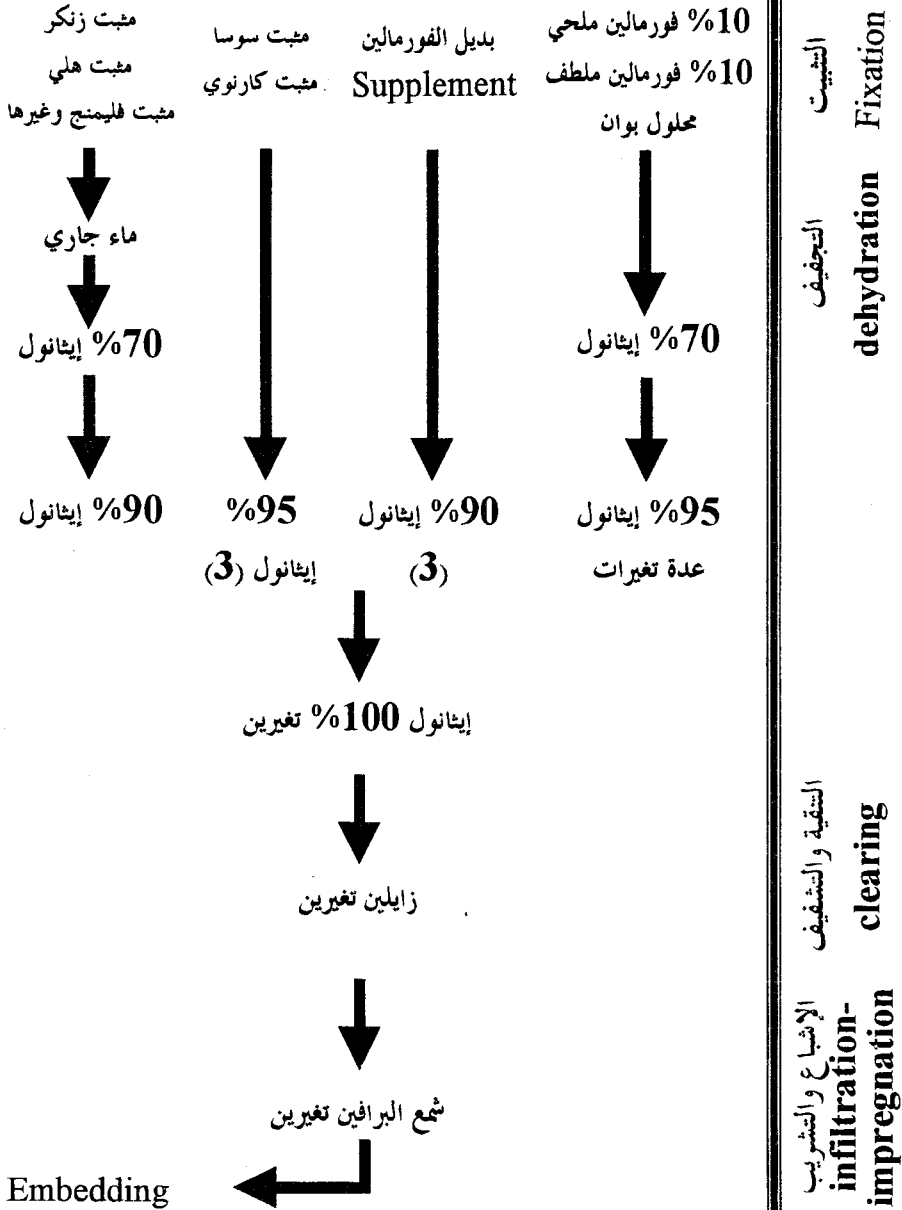 %10 فورمالين ملحي
%10 فورمالين ملطف
محلول بوان
بديل الفورمالين
Supplement
مثبت سوسا
مثبت كارنوي
مثبت زنكر
مثبت هلي
مثبت فليمنج وغيرها
ماء جاري
%70 إيثانول
%70 إيثانول
%95 إيثانول
عدة تغيرات
%90 إيثانول
(3)
%95
إيثانول (3)
%90 إيثانول
إيثانول 100% تغيرين
زايلين تغيرين
شمع البرافين تغيرين
Embedding
التثبيت
Fixation
التجفيف
dehydration
التنقية والتشفيف
clearing
الإشباع والتشريب
infiltration-
impregnation